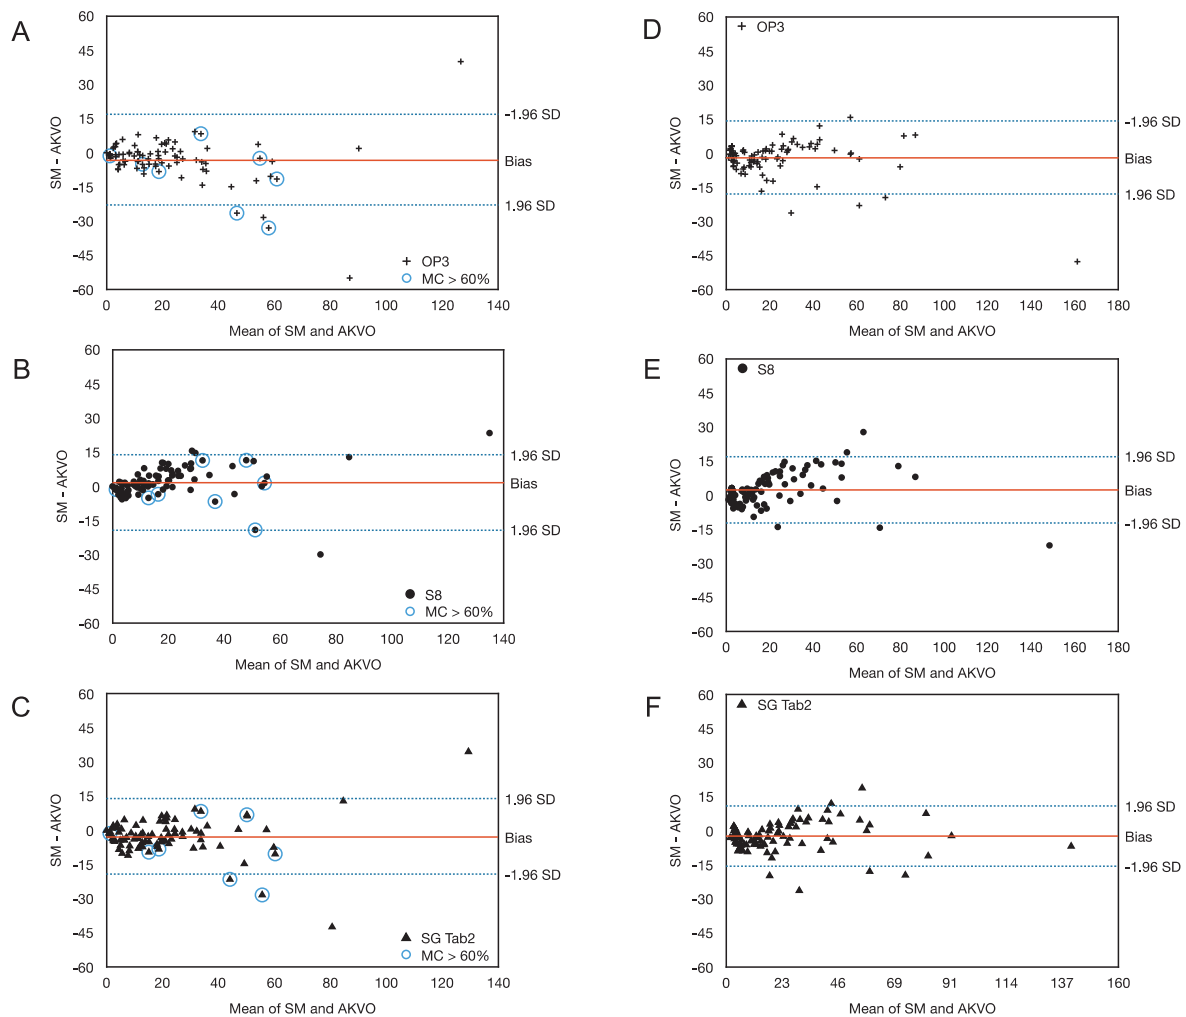 A
60
45
30
15
0
-15
-30
-45
-60
SM - AKVO
-1.96 SD
Bias
1.96 SD
OP3
MC > 60%
0 20 40 60 80 100 120 140
Mean of SM and AKVO
B
60
45
30
15
0
-15
-30
-45
-60
SM - AKVO
1.96 SD
Bias
1.96 SD
S8
MC > 60%
0 20 40 60 80 100 120 140
Mean of SM and AKVO
C
60
45
30
15
0
-15
-30
-45
-60
SM - AKVO
1.96 SD
Bias
-1.96 SD
SG Tab2
MC > 60%
0 20 40 60 80 100 120 140
Mean of SM and AKVO
D
60
45
30
15
0
-15
-30
-45
-60
SM - AKVO
OP3
-1.96 SD
Bias
1.96 SD
0 20 40 60 80 100 120 140 160 180
Mean of SM and AKVO
E
60
45
30
15
0
-15
-30
-45
-60
SM - AKVO
S8
1.96 SD
Bias
-1.96 SD
0 20 40 60 80 100 120 140 160 180
Mean of SM and AKVO
F
60
45
30
15
0
-15
-30
-45
-60
SM - AKVO
SG Tab2
1.96 SD
Bias
-1.96 SD
0 23 46 69 91 114 137 160
Mean of SM and AKVO